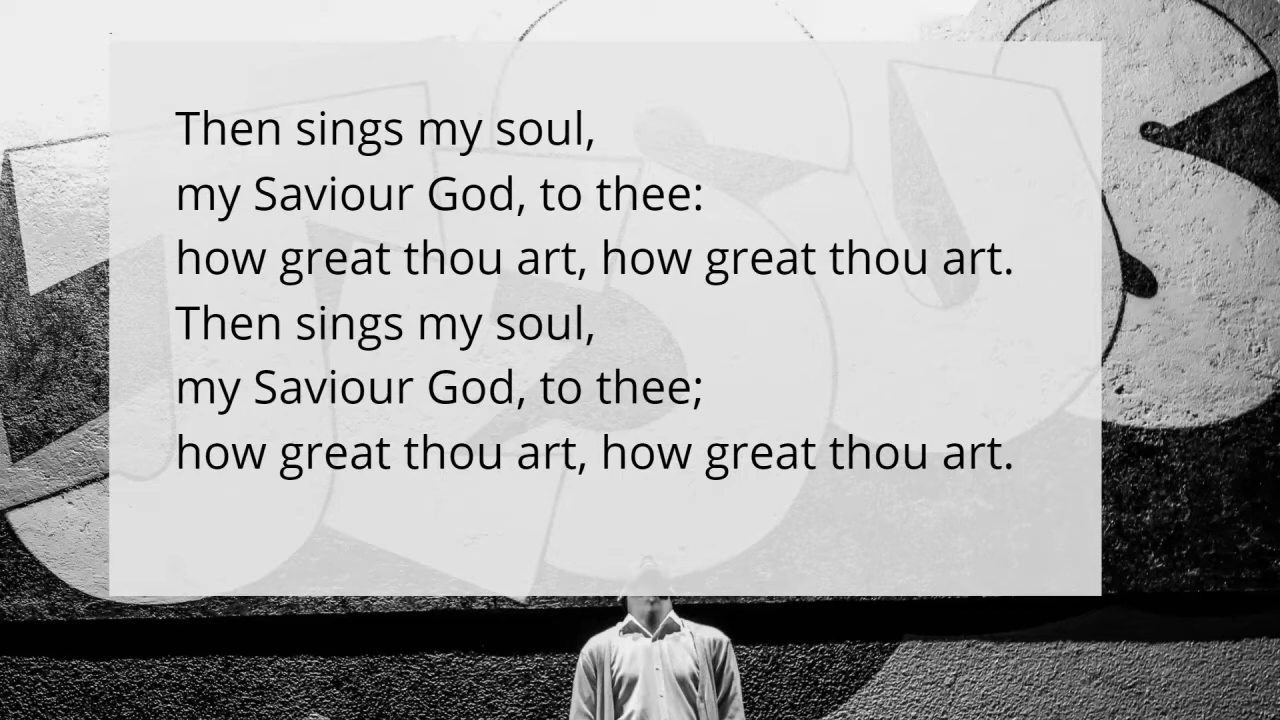 Then sings my soul,
my Saviour God, to thee:
how great thou art, how great thou art.
Then sings my soul,
my Saviour God, to thee;
how great thou art, how great thou art.